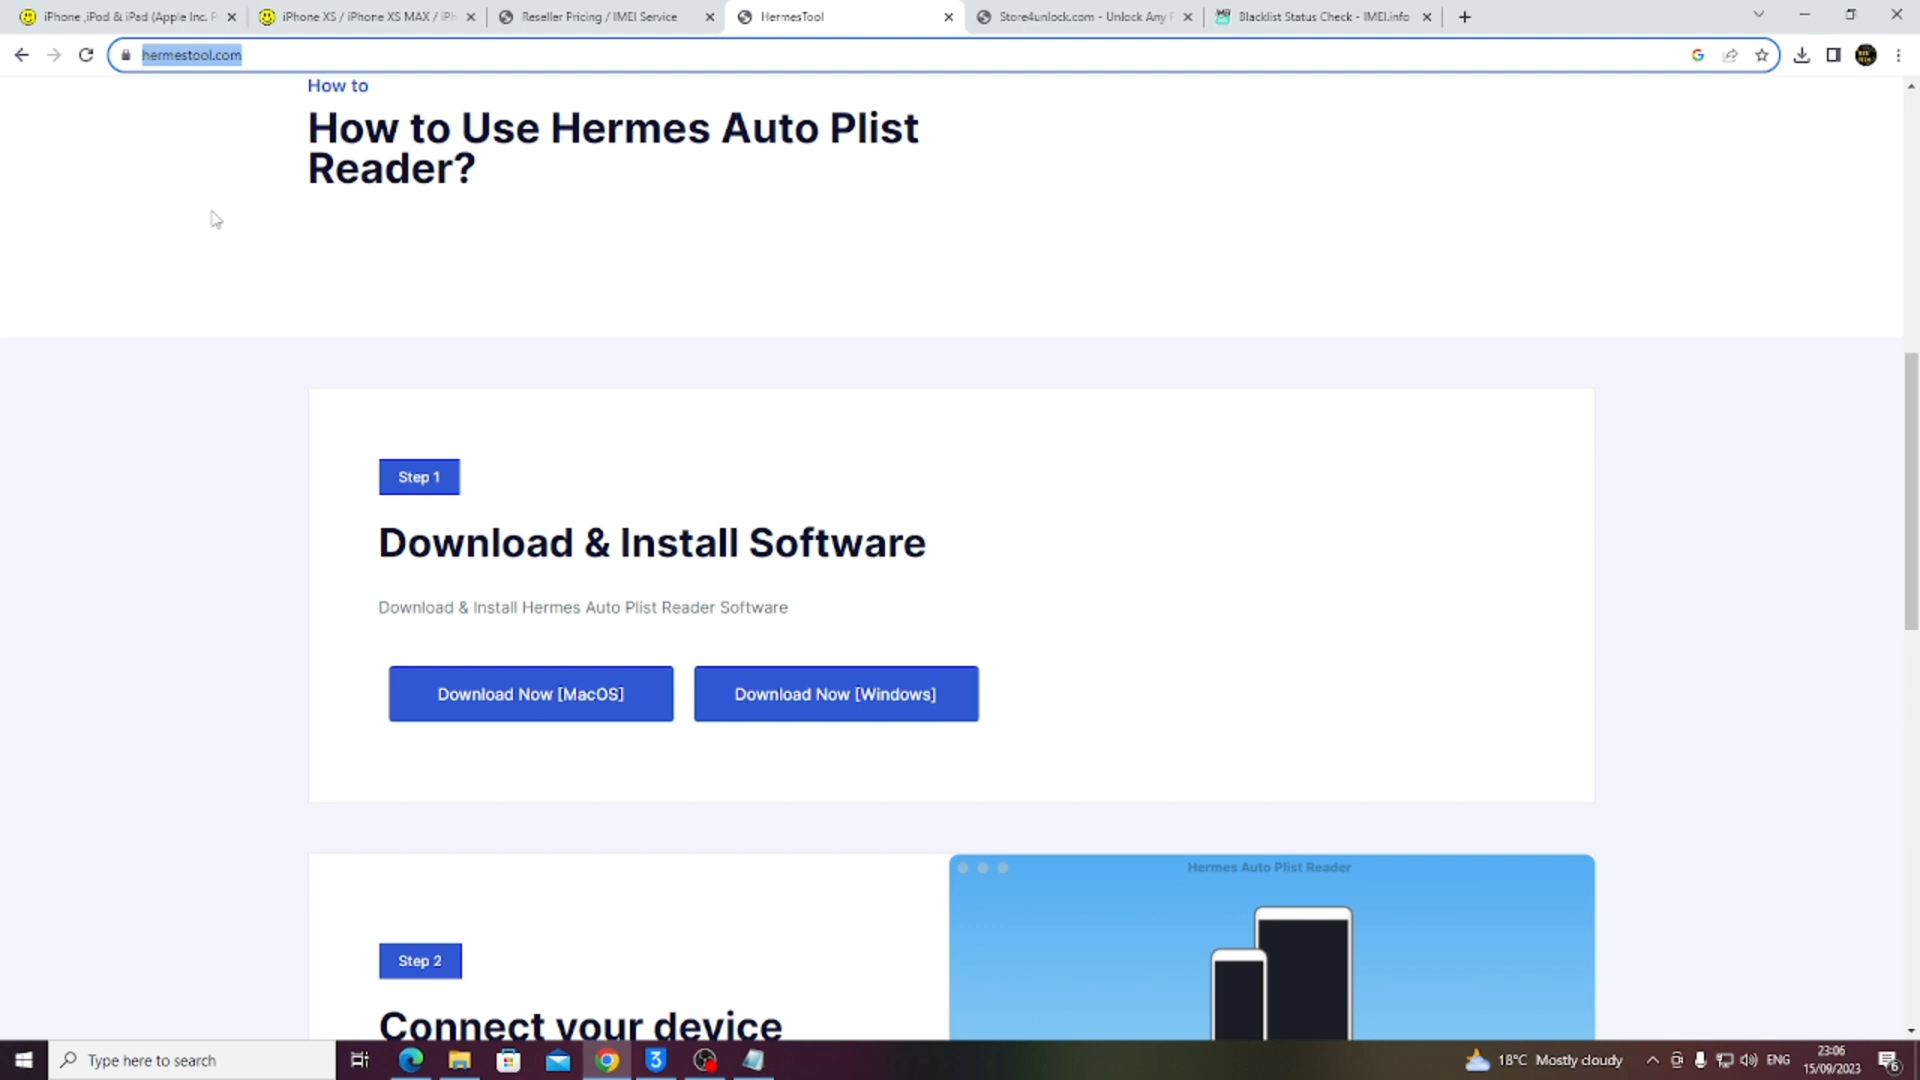 iPhone ,iPod & iPad (Apple Inc. P
iPhone XS / iPhone XS MAX / iPh
Reseller Pricing / IMEI Service
HermesTool
Store4unlock.com - Unlock Any P
Blacklist Status Check - IMEI.info
hermestool.com
How to
How to Use Hermes Auto Plist
Reader?
Step 1
Download & Install Software
Download & Install Hermes Auto Plist Reader Software
Download Now [MacOS]
Download Now [Windows]
Hermes Auto Plist Reader
Step 2
Connect your device
Type here to search
3
18°C Mostly cloudy
ENG
23:06
15/09/2023
6